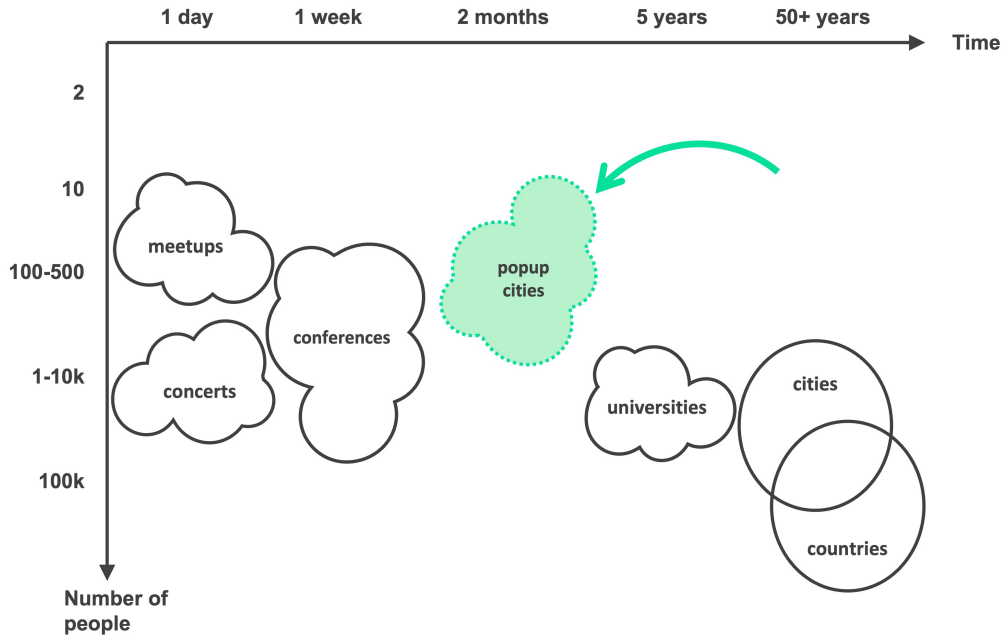 1 day
1 week
2 months
5 years
50+ years
Time
2
10
100-500
1-10k
100k
Number of
people
meetups
conferences
popup
cities
concerts
universities
cities
countries